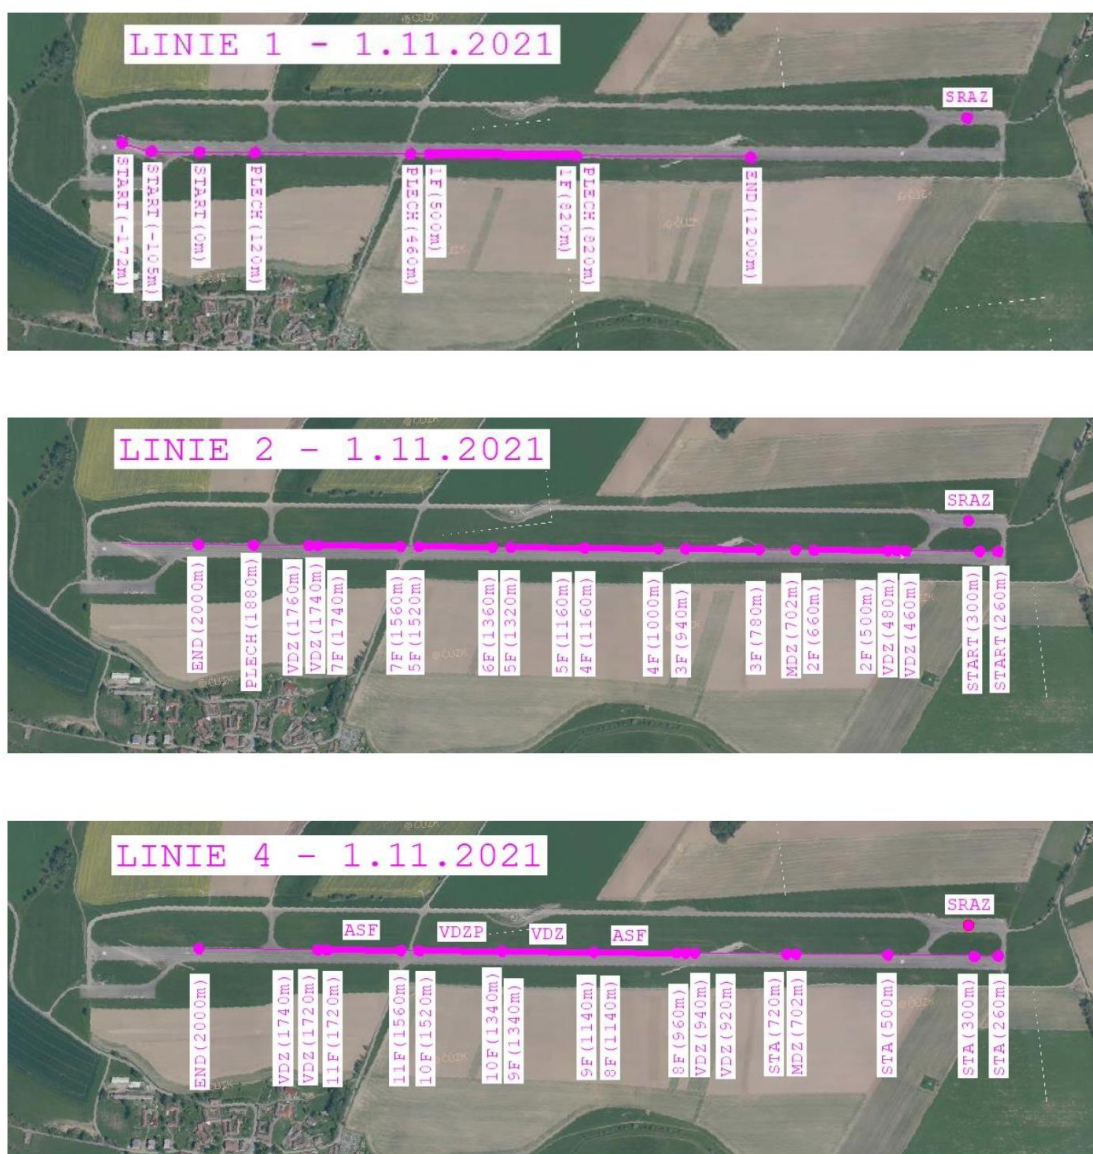 LINIE 1 - 1.11.2021
SRAZ
START(-172m)
START(-105m)
START(0m)
PLECH(120m)
PLECH(460m)
1F(500m)
1F(820m)
PLECH(820m)
END(1200m)
LINIE 2 - 1.11.2021
SRAZ
END(2000m)
PLECH(1880m)
VDZ(1760m)
VDZ(1740m)
7F(1740m)
7F(1560m)
5F(1520m)
6F(1360m)
5F(1320m)
5F(1160m)
4F(1160m)
4F(1000m)
3F(940m)
3F(780m)
MDZ(702m)
2F(660m)
2F(500m)
VDZ(480m)
VDZ(460m)
START(300m)
START(260m)
©ČÚZK
LINIE 4 - 1.11.2021
SRAZ
ASF
VDZP
VDZ
ASF
END(2000m)
VDZ(1740m)
VDZ(1720m)
11F(1720m)
11F(1560m)
10F(1520m)
10F(1340m)
9F(1340m)
9F(1140m)
8F(1140m)
8F(960m)
VDZ(940m)
VDZ(920m)
STA(720m)
MDZ(702m)
STA(500m)
STA(300m)
STA(260m)